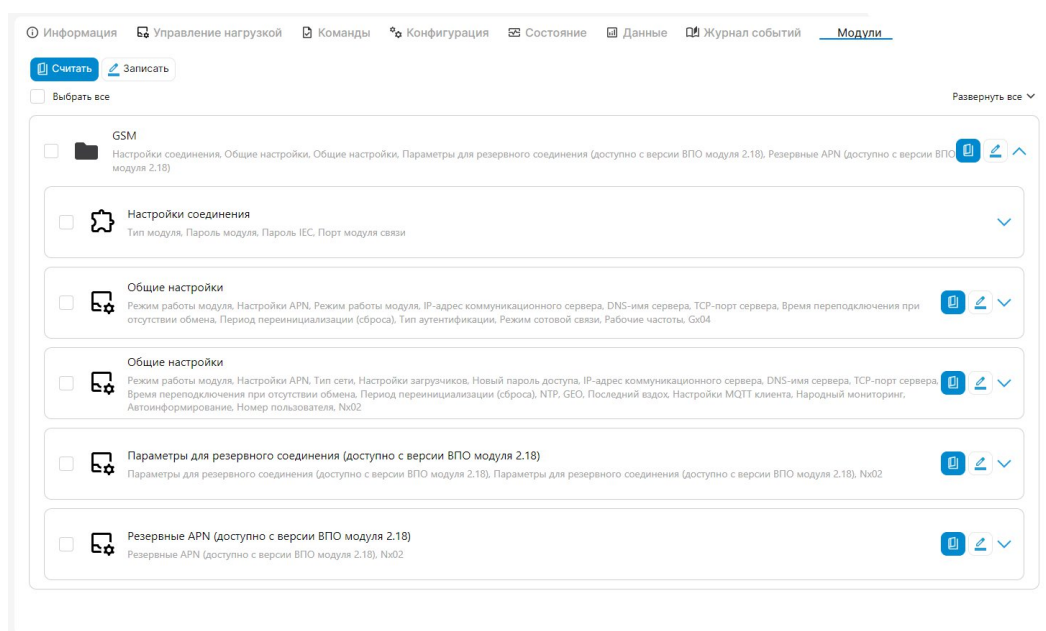 Информация Управление нагрузкой Команды Конфигурация Состояние Данные Журнал событий Модули
Считать Записать
Выбрать все Развернуть все
GSM
Настройки соединения, Общие настройки, Общие настройки, Параметры для резервного соединения (доступно с версии ВПО модуля 2.18), Резервные APN (доступно с версии ВПО
модуля 2.18)
Настройки соединения
Тип модуля, Пароль модуля, Пароль IEC, Порт модуля связи
Общие настройки
Режим работы модуля, Настройки APN, Режим работы модуля, IP-адрес коммуникационного сервера, DNS-имя сервера, TCP-порт сервера, Время переподключения при
отсутствии обмена, Период переинициализации (сброса), Тип аутентификации, Режим сотовой связи, Рабочие частоты, Gx04
Общие настройки
Режим работы модуля, Настройки APN, Тип сети, Настройки загрузчиков, Новый пароль доступа, IP-адрес коммуникационного сервера, DNS-имя сервера, TCP-порт сервера,
Время переподключения при отсутствии обмена, Период переинициализации (сброса), NTP, GEO, Последний вздох, Настройки MQTT клиента, Народный мониторинг,
Автоинформирование, Номер пользователя, Nx02
Параметры для резервного соединения (доступно с версии ВПО модуля 2.18)
Параметры для резервного соединения (доступно с версии ВПО модуля 2.18), Параметры для резервного соединения (доступно с версии ВПО модуля 2.18), Nx02
Резервные APN (доступно с версии ВПО модуля 2.18)
Резервные APN (доступно с версии ВПО модуля 2.18), Nx02